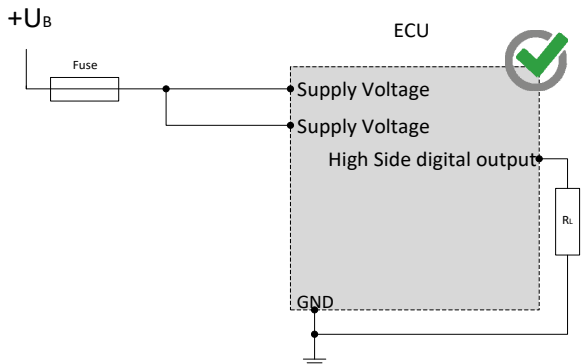 +UB
ECU
Fuse
Supply Voltage
Supply Voltage
High Side digital output
RL
GND